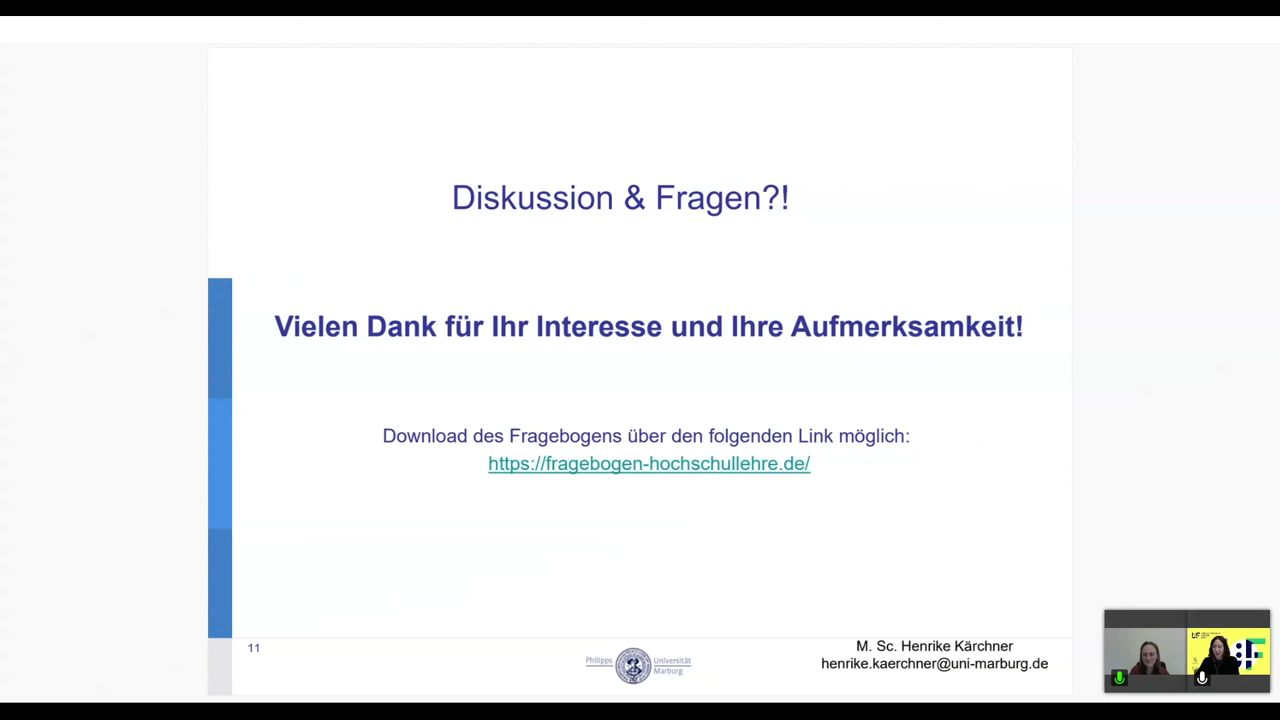 Diskussion & Fragen?!
Vielen Dank für Ihr Interesse und Ihre Aufmerksamkeit!
Download des Fragebogens über den folgenden Link möglich:
https://fragebogen-hochschullehre.de/
11
Philipps Universität
Marburg
M. Sc. Henrike Kärchner
henrike.kaerchner@uni-marburg.de